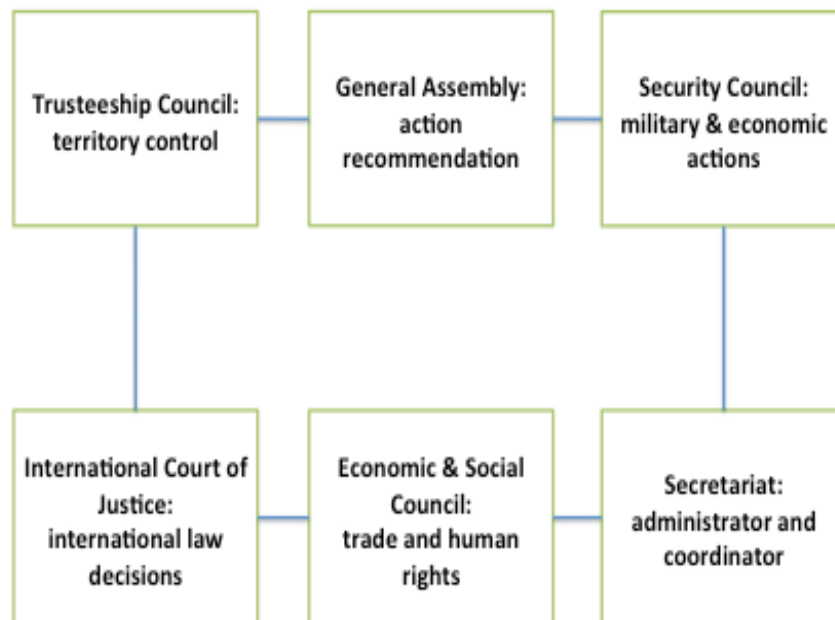 Trusteeship Council:
territory control
General Assembly:
action
recommendation
Security Council:
military & economic
actions
International Court of
Justice:
international law
decisions
Economic & Social
Council:
trade and human
rights
Secretariat:
administrator and
coordinator